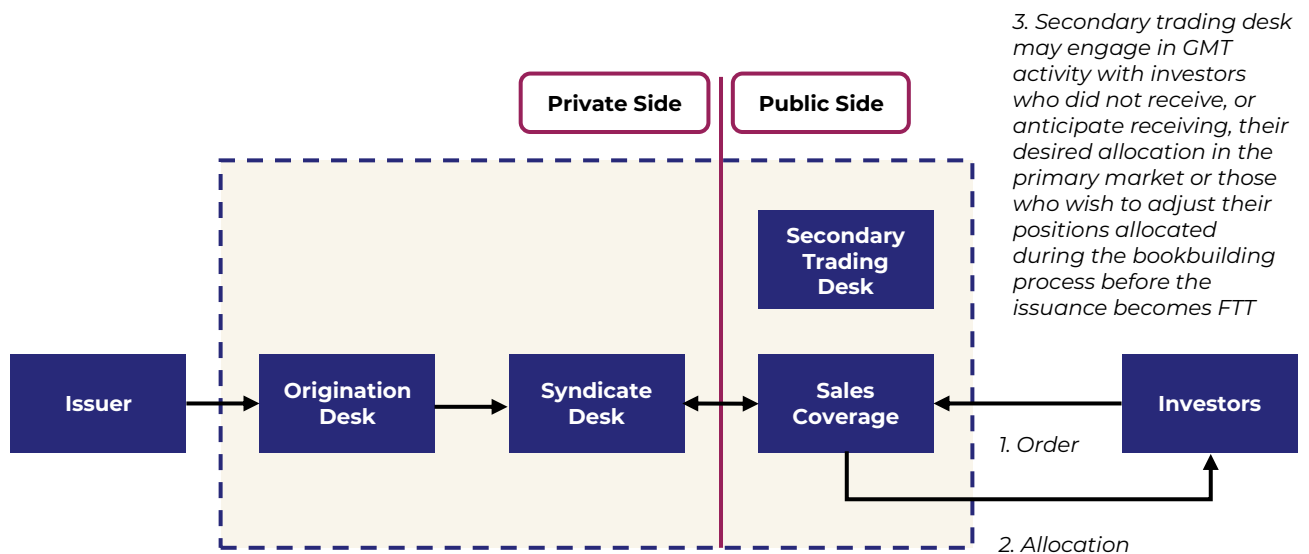 3. Secondary trading desk
may engage in GMT
activity with investors
who did not receive, or
anticipate receiving, their
desired allocation in the
primary market or those
who wish to adjust their
positions allocated
during the bookbuilding
process before the
issuance becomes FTT
Private Side
Public Side
Secondary
Trading
Desk
Issuer
Origination
Desk
Syndicate
Desk
Sales
Coverage
Investors
1. Order
2. Allocation